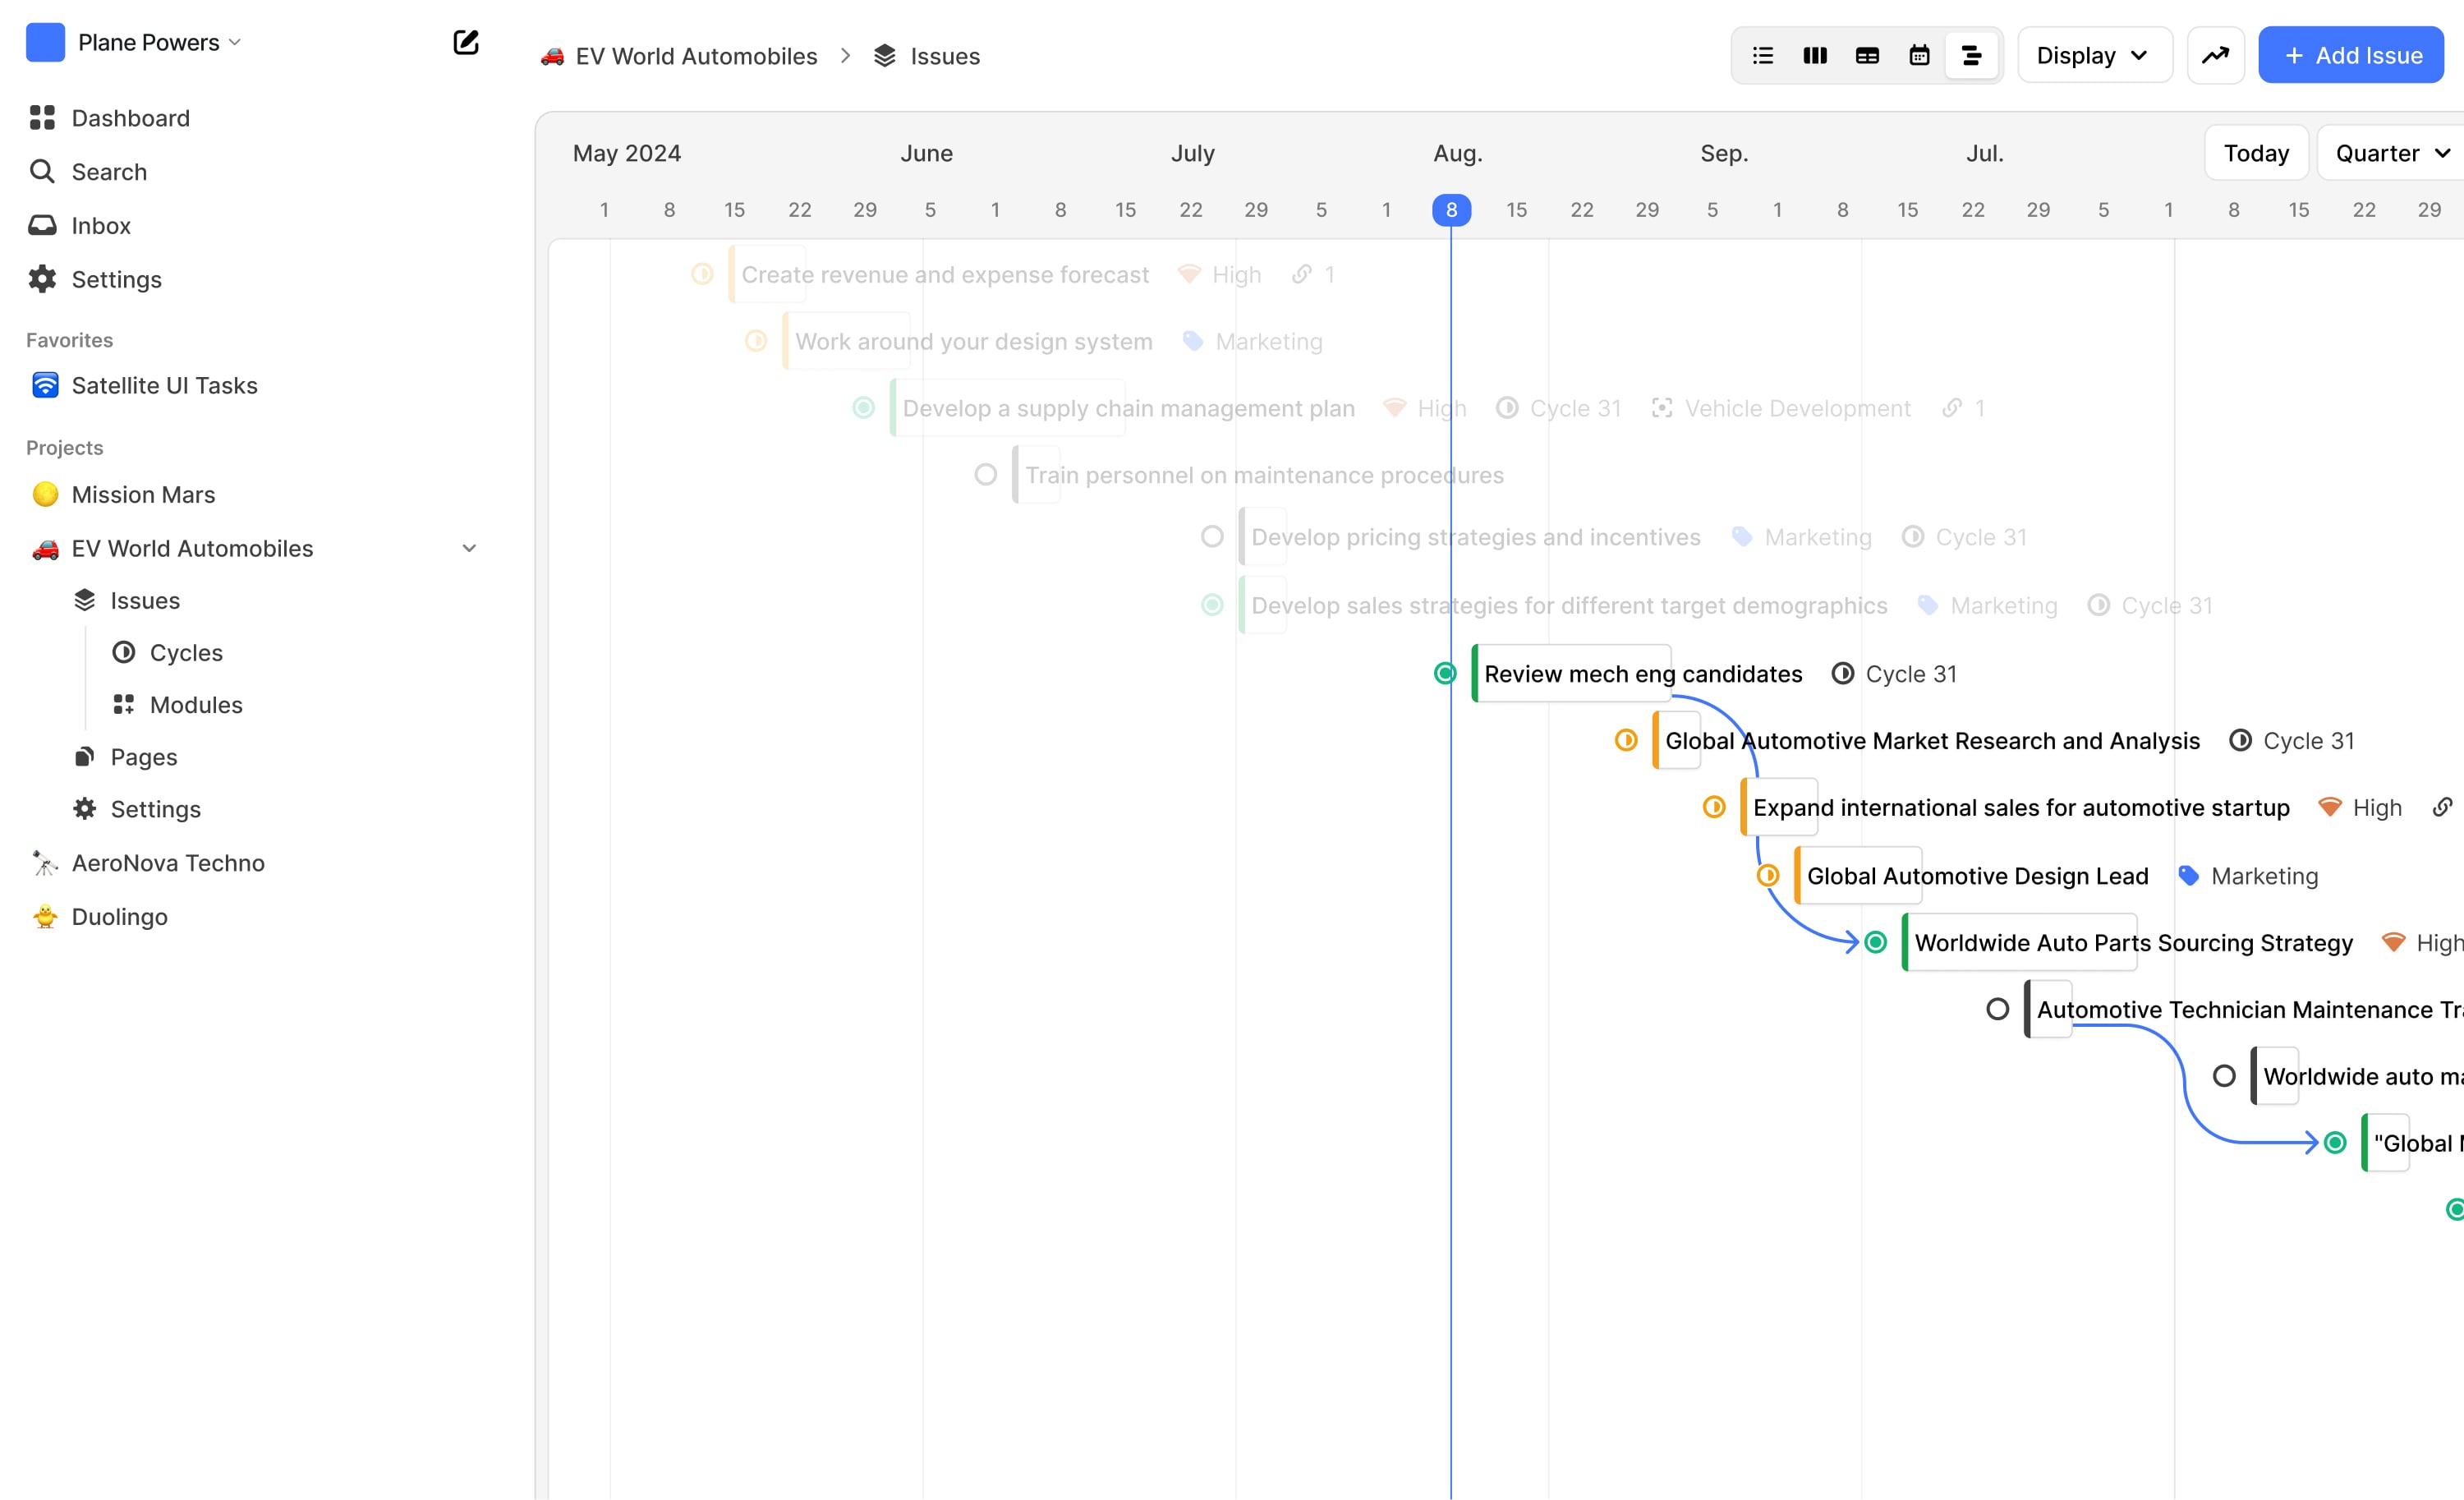 Plane Powers
Dashboard
Search
Inbox
Settings
Favorites
Satellite UI Tasks
Projects
Mission Mars
EV World Automobiles
Issues
Cycles
Modules
Pages
Settings
AeroNova Techno
Duolingo
EV World Automobiles > Issues
Display
+ Add Issue
May 2024 June July Aug. Sep. Jul.
Today
Quarter
1 8 15 22 29 5 1 8 15 22 29 5 1 8 15 22 29 5 1 8 15 22 29 5 1 8 15 22 29
Create revenue and expense forecast High 1
Work around your design system Marketing
Develop a supply chain management plan High Cycle 31 Vehicle Development 1
Train personnel on maintenance procedures
Develop pricing strategies and incentives Marketing Cycle 31
Develop sales strategies for different target demographics Marketing Cycle 31
Review mech eng candidates Cycle 31
Global Automotive Market Research and Analysis Cycle 31
Expand international sales for automotive startup High
Global Automotive Design Lead Marketing
Worldwide Auto Parts Sourcing Strategy High
Automotive Technician Maintenance
Worldwide auto
"Global